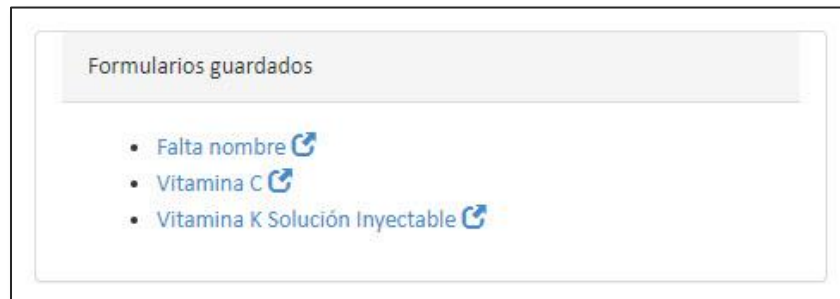 Formularios guardados
Falta nombre
Vitamina C
Vitamina K Solución Inyectable